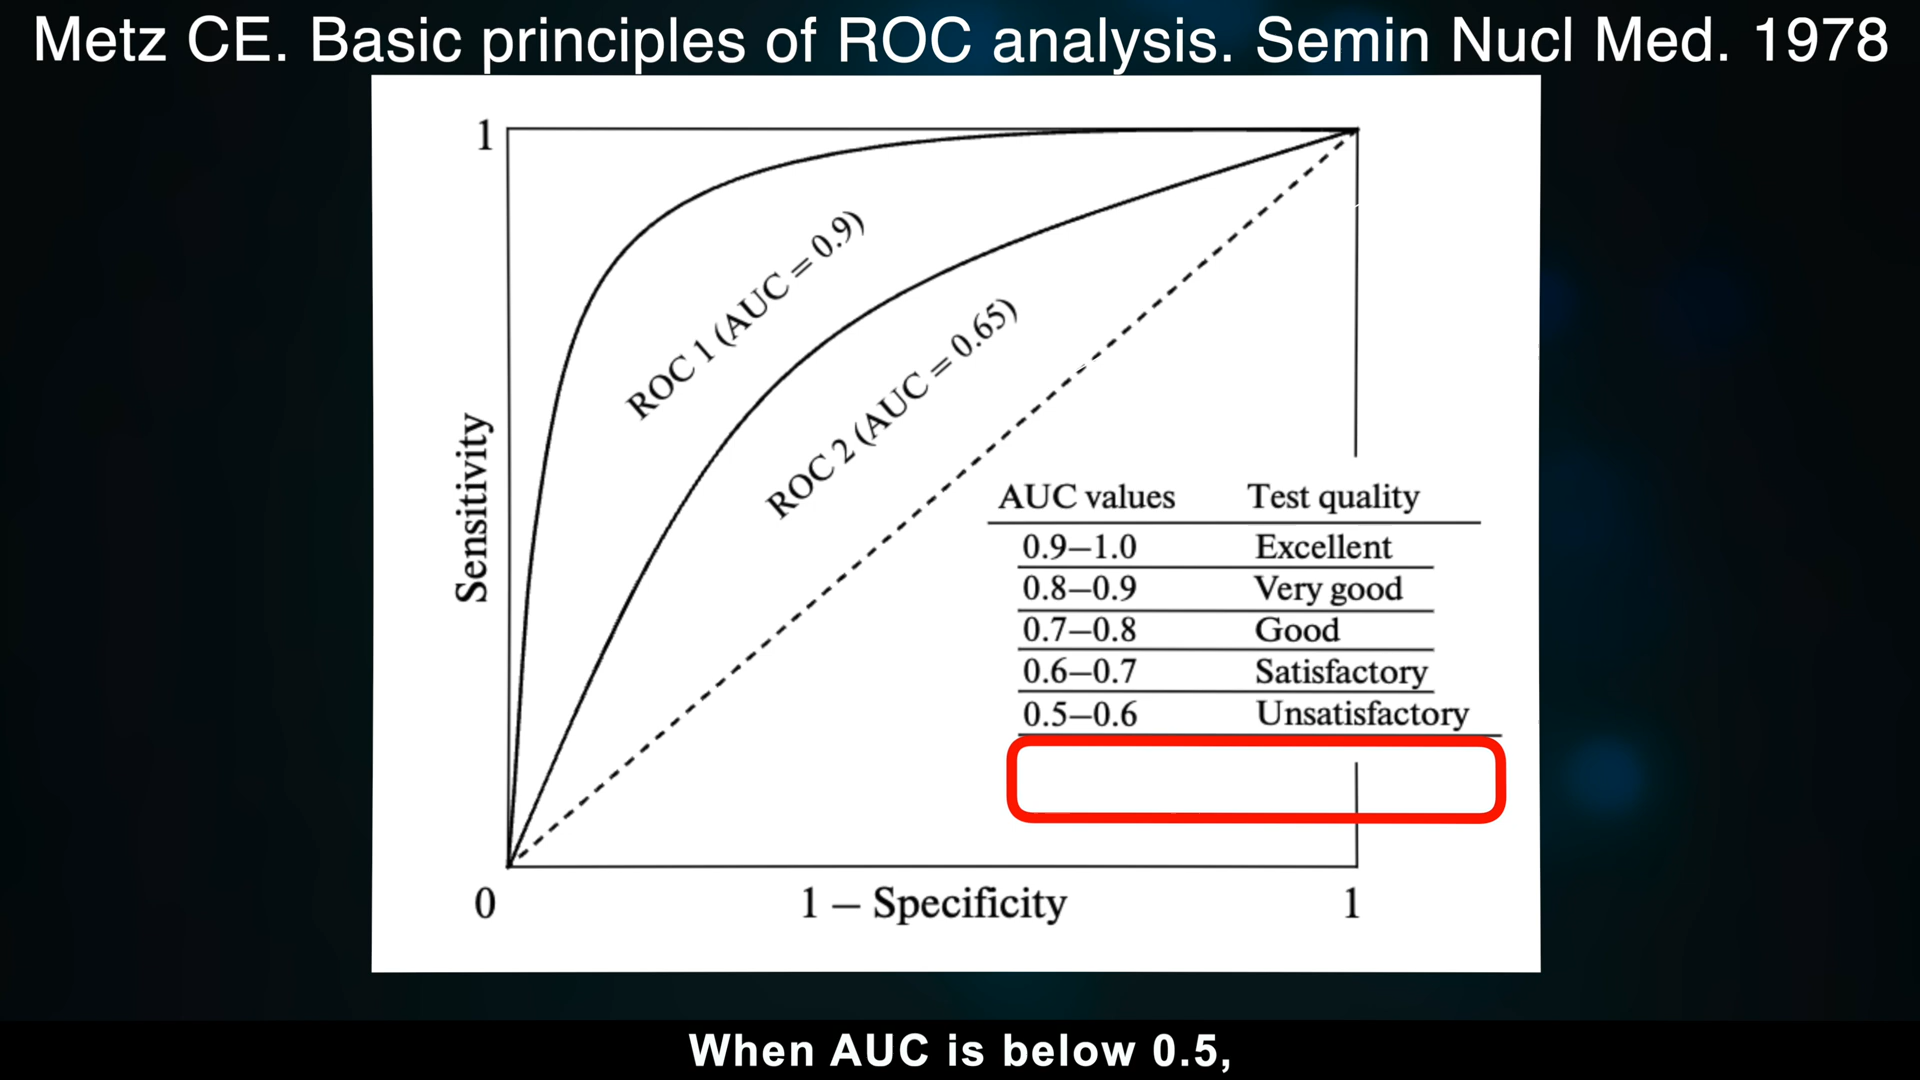 Metz CE. Basic principles of ROC analysis. Semin Nucl Med. 1978
1
Sensitivity
ROC 1 (AUC = 0.9)
ROC 2 (AUC = 0.65)
AUC values Test quality
0.9–1.0 Excellent
0.8–0.9 Very good
0.7–0.8 Good
0.6–0.7 Satisfactory
0.5–0.6 Unsatisfactory
0 1 – Specificity 1
When AUC is below 0.5,